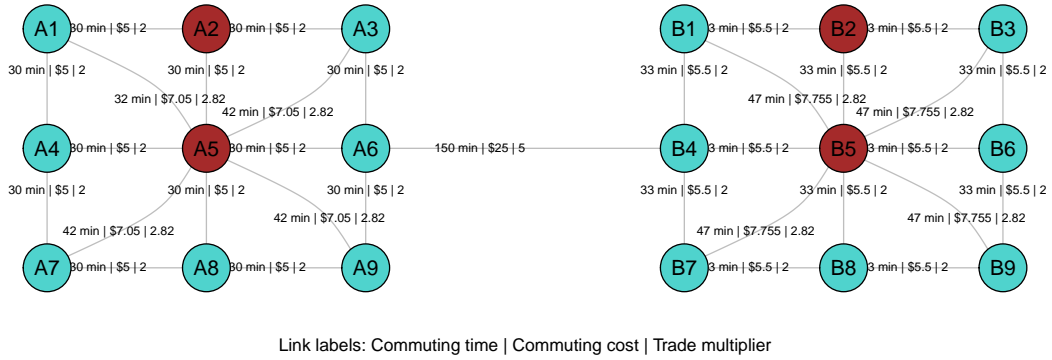 A1 30 min | $5 | 2 A2 30 min | $5 | 2 A3 B1 3 min | $5.5 | 2 B2 3 min | $5.5 | 2 B3
30 min | $5 | 2 30 min | $5 | 2 30 min | $5 | 2 33 min | $5.5 | 2 33 min | $5.5 | 2 33 min | $5.5 | 2
32 min | $7.05 | 2.82 42 min | $7.05 | 2.82 47 min | $7.755 | 2.82 47 min | $7.755 | 2.82
A4 30 min | $5 | 2 A5 30 min | $5 | 2 A6 150 min | $25 | 5 B4 3 min | $5.5 | 2 B5 3 min | $5.5 | 2 B6
30 min | $5 | 2 30 min | $5 | 2 30 min | $5 | 2 33 min | $5.5 | 2 33 min | $5.5 | 2 33 min | $5.5 | 2
42 min | $7.05 | 2.82 42 min | $7.05 | 2.82 47 min | $7.755 | 2.82 47 min | $7.755 | 2.82
A7 30 min | $5 | 2 A8 30 min | $5 | 2 A9 B7 3 min | $5.5 | 2 B8 3 min | $5.5 | 2 B9
Link labels: Commuting time | Commuting cost | Trade multiplier